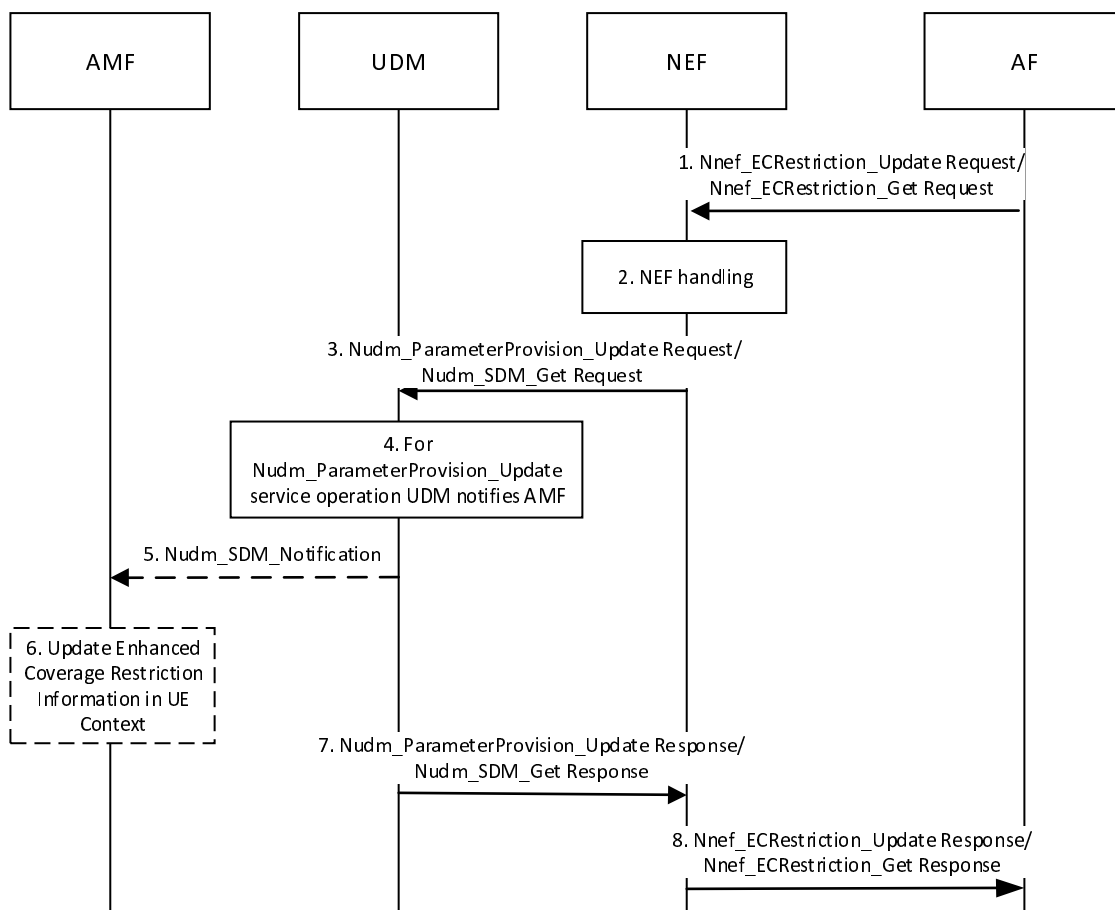 AMF
UDM
NEF
AF
1. Nnef_ECRestriction_Update Request/
Nnef_ECRestriction_Get Request
2. NEF handling
3. Nudm_ParameterProvision_Update Request/
Nudm_SDM_Get Request
4. For
Nudm_ParameterProvision_Update
service operation UDM notifies AMF
5. Nudm_SDM_Notification
6. Update Enhanced
Coverage Restriction
Information in UE
Context
7. Nudm_ParameterProvision_Update Response/
Nudm_SDM_Get Response
8. Nnef_ECRestriction_Update Response/
Nnef_ECRestriction_Get Response